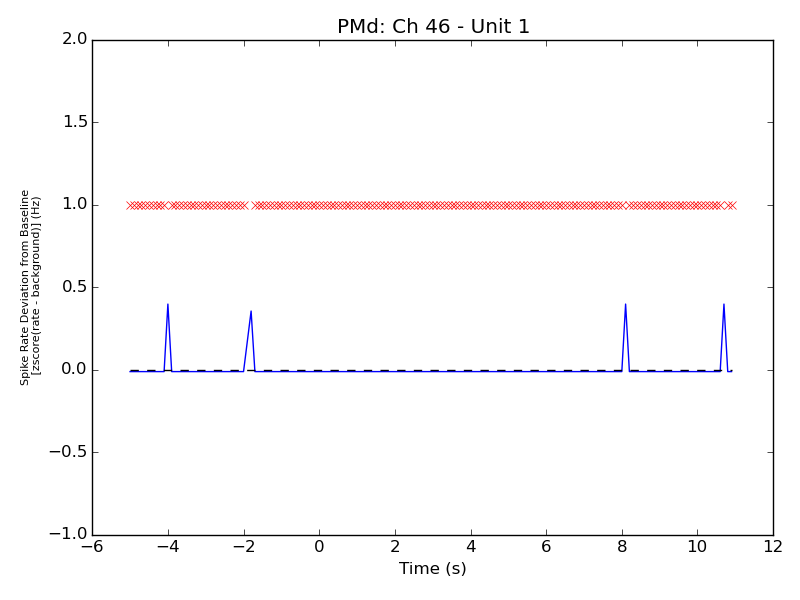 PMd: Ch 46 - Unit 1
2.0
1.5
1.0
0.5
0.0
−0.5
−1.0
Spike Rate Deviation from Baseline
[zscore(rate - background)] (Hz)
−6 −4 −2 0 2 4 6 8 10 12
Time (s)